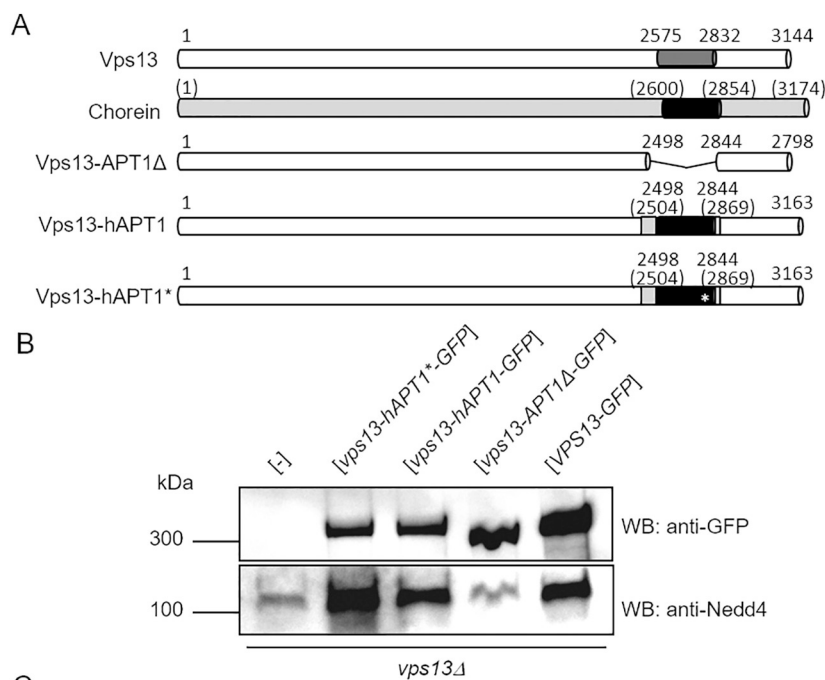 A
1 2575 2832 3144
Vps13
(1) (2600) (2854) (3174)
Chorein
1 2498 2844 2798
Vps13-APT1Δ
1 2498 2844 3163
(2504) (2869)
Vps13-hAPT1
1 2498 2844 3163
(2504) (2869)
Vps13-hAPT1*
*
B
[-]
[vps13-hAPT1*-GFP]
[vps13-hAPT1-GFP]
[vps13-APT1Δ-GFP]
[VPS13-GFP]
kDa
300
WB: anti-GFP
100
WB: anti-Nedd4
vps13Δ